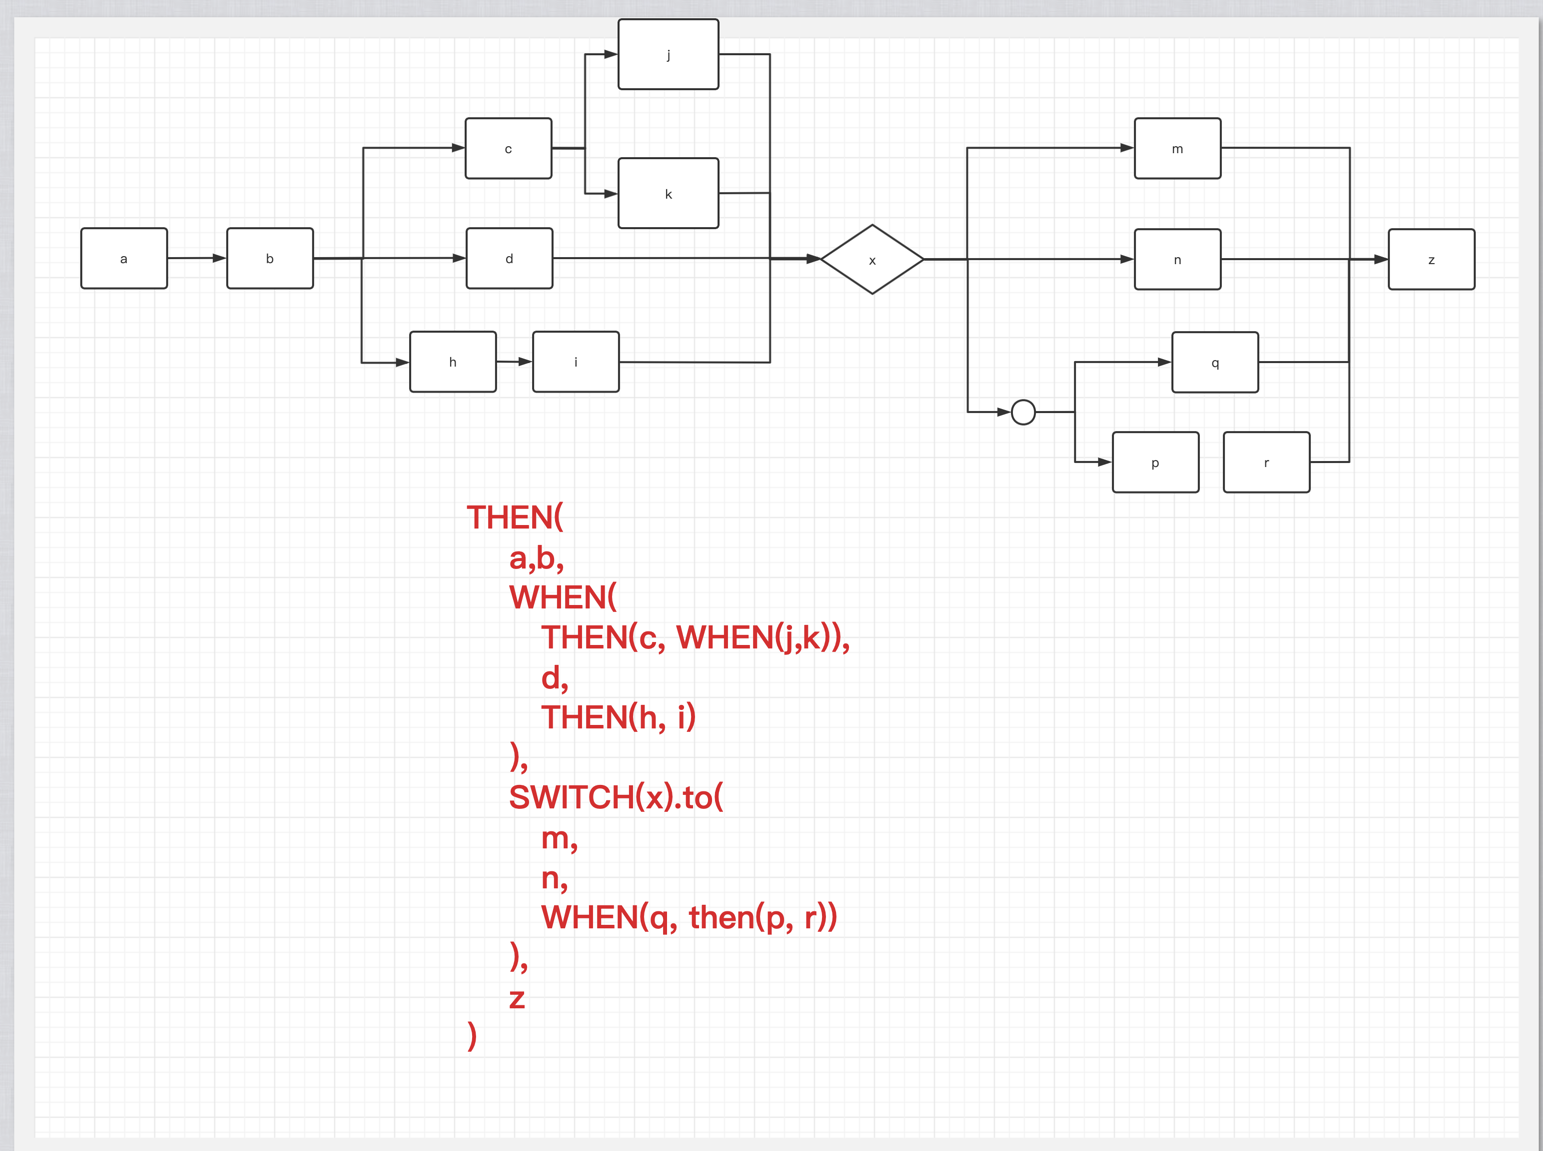 j
c
m
k
a
b
d
x
n
z
h
i
q
p
r
THEN(
a,b,
WHEN(
THEN(c, WHEN(j,k)),
d,
THEN(h, i)
),
SWITCH(x).to(
m,
n,
WHEN(q, then(p, r))
),
z
)